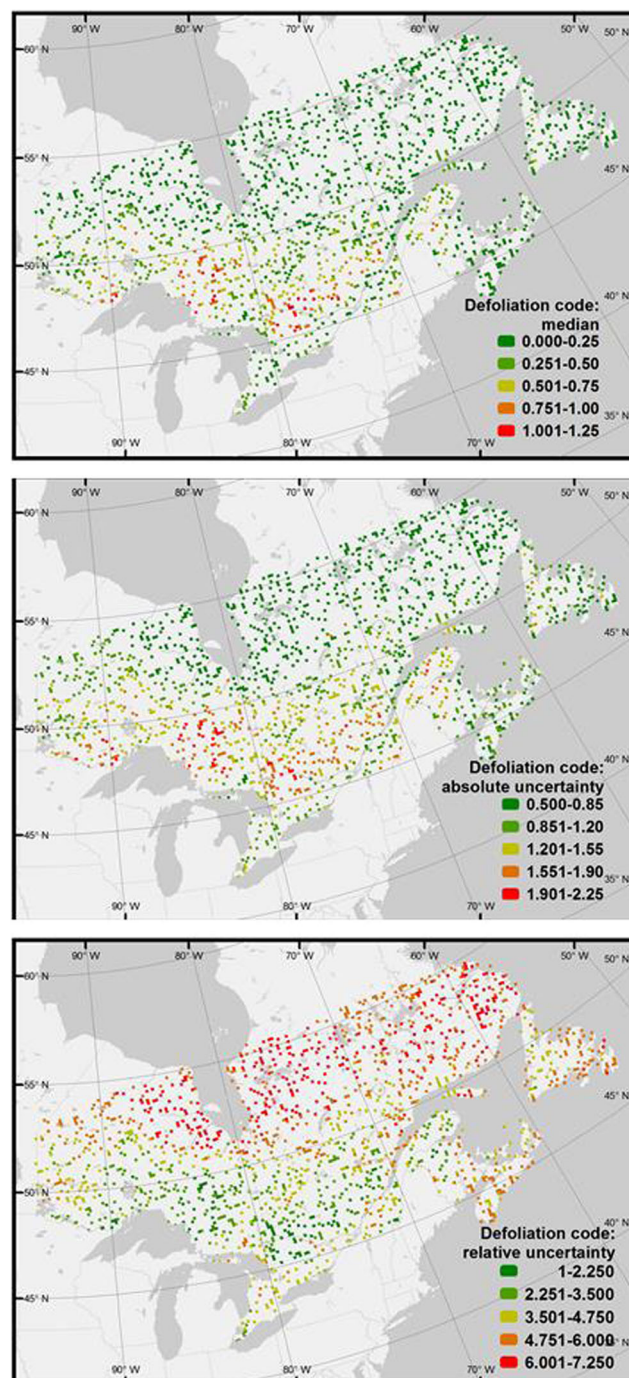 90° W 80° W 70° W 60° W 50° W 50° N
60° N
55° N
45° N
50° N
40° N
45° N
35° N
Defoliation code:
median
0.000-0.25
0.251-0.50
0.501-0.75
0.751-1.00
1.001-1.25
90° W 80° W 70° W
90° W 80° W 70° W 60° W 50° W 50° N
60° N
55° N
45° N
50° N
40° N
45° N
35° N
Defoliation code:
absolute uncertainty
0.500-0.85
0.851-1.20
1.201-1.55
1.551-1.90
1.901-2.25
90° W 80° W 70° W
90° W 80° W 70° W 60° W 50° W 50° N
60° N
55° N
45° N
50° N
40° N
45° N
35° N
Defoliation code:
relative uncertainty
1-2.250
2.251-3.500
3.501-4.750
4.751-6.000
6.001-7.250
90° W 80° W 70° W